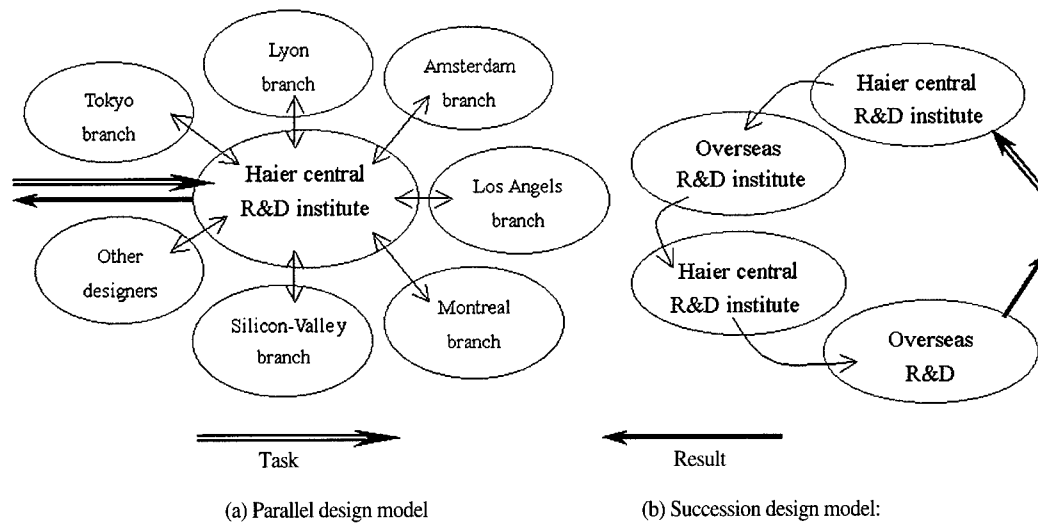 Lyon
branch
Amsterdam
branch
Tokyo
branch
Haier central
R&D institute
Los Angels
branch
Other
designers
Silicon-Valley
branch
Montreal
branch
Haier central
R&D institute
Overseas
R&D institute
Haier central
R&D institute
Overseas
R&D
Task
Result
(a) Parallel design model
(b) Succession design model: